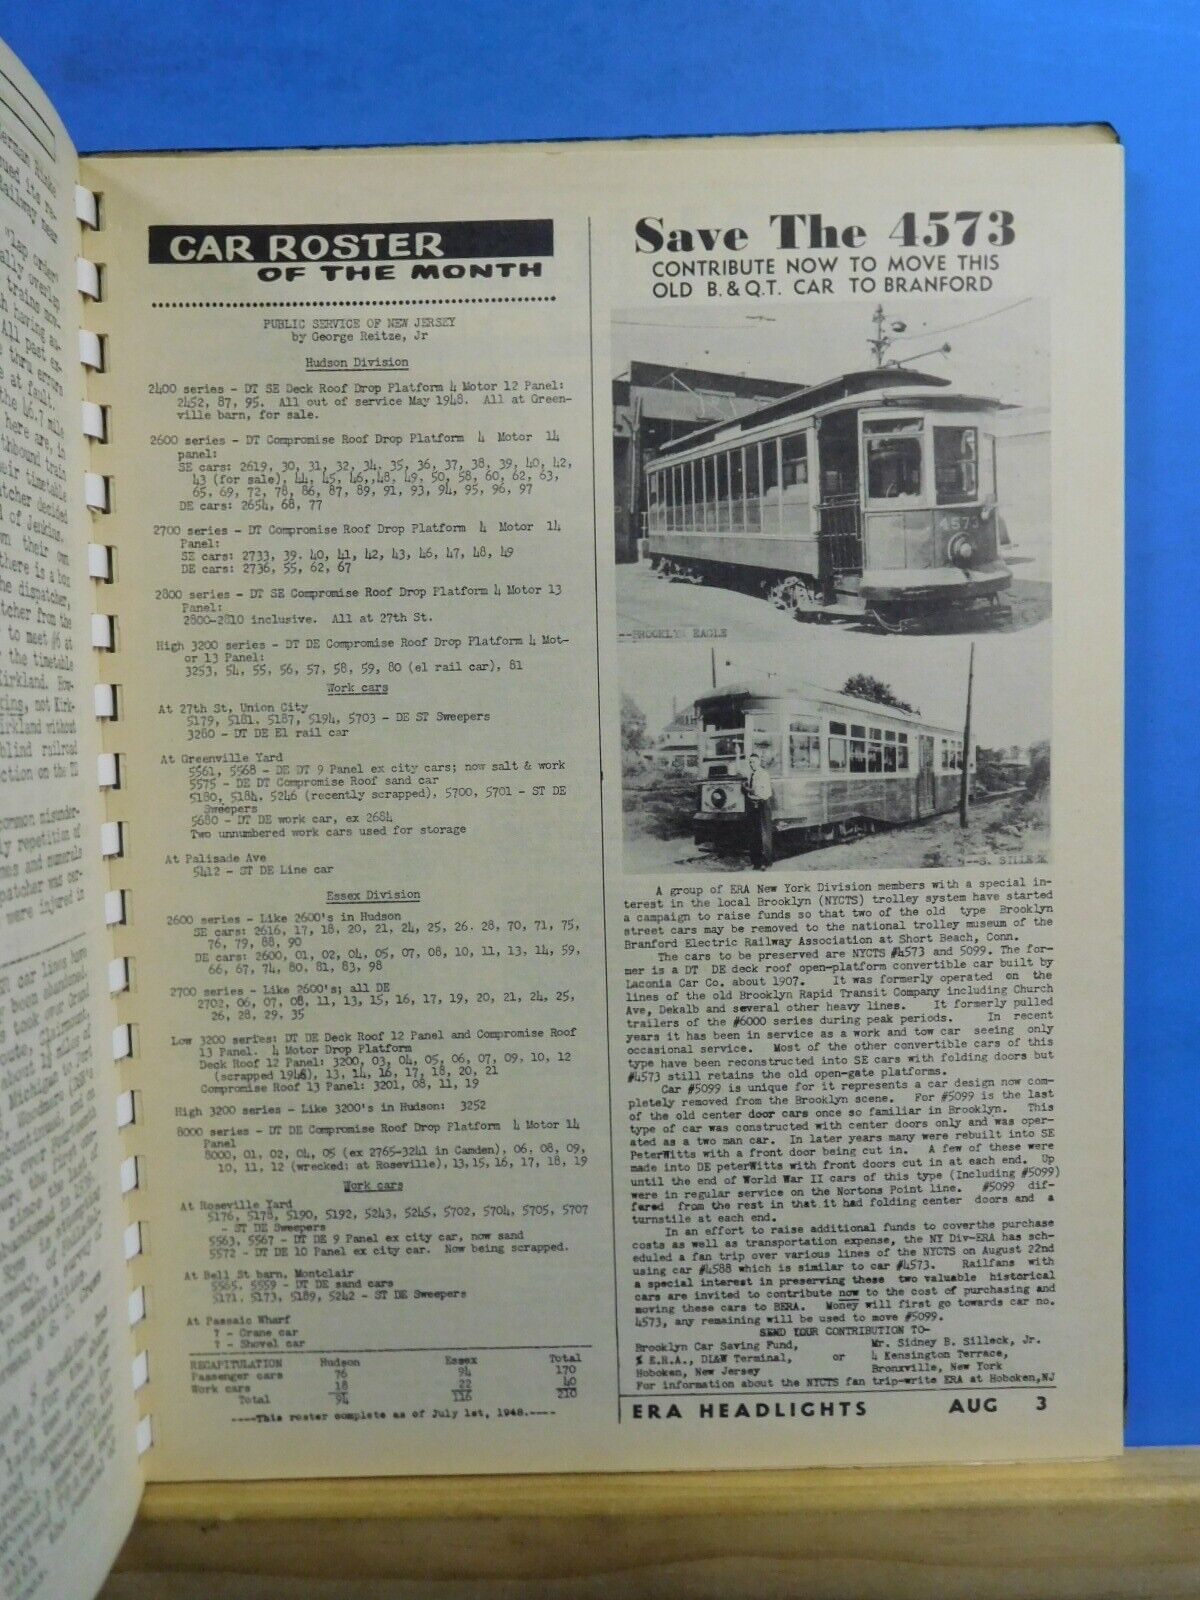 erman Blake
ued its re-
Railway Dear
CAR ROSTER
OF THE MONTH
PUBLIC SERVICE OF NEW JERSEY
by George Reitze, Jr
Hudson Division
2400 series - DT SE Deck Roof Drop Platform 4 Motor 12 Panel:
2452, 87, 95. All out of service May 1948. All at Green-
ville barn, for sale.
2600 series - DT Compromise Roof Drop Platform 4 Motor 14
panel:
SE cars: 2619, 30, 31, 32, 34, 35, 36, 37, 38, 39, 40, 42,
43 (for sale), 44, 45, 46,,48, 49, 50, 58, 60, 62, 63,
65, 69, 72, 78, 86, 87, 89, 91, 93, 94, 95, 96, 97
DE cars: 2654, 68, 77
2700 series - DT Compromise Roof Drop Platform 4 Motor 14
Panel:
SE cars: 2733, 39. 40, 41, 42, 43, 46, 47, 48, 49
DE cars: 2736, 55, 62, 67
2800 series - DT SE Compromise Roof Drop Platform 4 Motor 13
Panel:
2800-2810 inclusive. All at 27th St.
High 3200 series - DT DE Compromise Roof Drop Platform 4 Mot-
or 13 Panel:
3253, 54, 55, 56, 57, 58, 59, 80 (el rail car), 81
Work cars
At 27th St, Union City
5179, 5181. 5187, 5194, 5703 - DE ST Sweepers
3280 - DT DE El rail car
At Greenville Yard
5561, 5568 - DE DT 9 Panel ex city cars; now salt & work
5575 - DE DT Compromise Roof sand car
5180, 5184, 5246 (recently scrapped), 5700, 5701 - ST DE
Sweepers
5680 - DT DE work car, ex 2684
Two unnumbered work cars used for storage
At Palisade Ave
5412 - ST DE Line car
Essex Division
2600 series - Like 2600's in Hudson
SE cars: 2616, 17, 18, 20, 21, 24, 25, 26. 28, 70, 71, 75,
76, 79, 88, 90
DE cars: 2600, 01, 02, 04, 05, 07, 08, 10, 11, 13, 14, 59,
66, 67, 74, 80, 81, 83, 98
2700 series - Like 2600's; all DE
2702, 06, 07, 08, 11, 13, 15, 16, 17, 19, 20, 21, 24, 25,
26, 28, 29, 35
Low 3200 series: DT DE Deck Roof 12 Panel and Compromise Roof
13 Panel. 4 Motor Drop Platform
Deck Roof 12 Panel: 3200, 03, 04, 05, 06, 07, 09, 10, 12
(scrapped 1946), 13, 14, 16, 17, 18, 20, 21
Compromise Roof 13 Panel: 3201, 08, 11, 19
High 3200 series - Like 3200's in Hudson: 3252
8000 series - DT DE Compromise Roof Drop Platform 4 Motor 14
Panel
8000, 01, 02, 04, 05 (ex 2765-3241 in Camden), 06, 08, 09,
10, 11, 12 (wrecked: at Roseville), 13, 15, 16, 17, 18, 19
Work cars
At Roseville Yard
5176, 5178, 5190, 5192, 5243, 5245, 5702, 5704, 5705, 5707
- ST DE Sweepers
5563, 5567 - DT DE 9 Panel ex city car, now sand
5572 - DT DE 10 Panel ex city car. Now being scrapped.
At Bell St barn, Montclair
5565, 5559 - DT DE sand cars
5171, 5173, 5189, 5242 - ST DE Sweepers
At Passaic Wharf
? - Crane car
? - Shovel car
RECAPITULATION Hudson Essex Total
Passenger cars 76 94 170
Work cars 18 22 40
Total 94 116 210
----This roster complete as of July 1st, 1948.----
Save The 4573
CONTRIBUTE NOW TO MOVE THIS
OLD B. & Q.T. CAR TO BRANFORD
4573
--BROOKLYN EAGLE
--S. SILLECK
A group of ERA New York Division members with a special in-
terest in the local Brooklyn (NYCTS) trolley system have started
a campaign to raise funds so that two of the old type Brooklyn
street cars may be removed to the national trolley museum of the
Branford Electric Railway Association at Short Beach, Conn.
The cars to be preserved are NYCTS #4573 and 5099. The for-
mer is a DT DE deck roof open-platform convertible car built by
Laconia Car Co. about 1907. It was formerly operated on the
lines of the old Brooklyn Rapid Transit Company including Church
Ave, Dekalb and several other heavy lines. It formerly pulled
trailers of the #6000 series during peak periods. In recent
years it has been in service as a work and tow car seeing only
occasional service. Most of the other convertible cars of this
type have been reconstructed into SE cars with folding doors but
#4573 still retains the old open-gate platforms.
Car #5099 is unique for it represents a car design now com-
pletely removed from the Brooklyn scene. For #5099 is the last
of the old center door cars once so familiar in Brooklyn. This
type of car was constructed with center doors only and was oper-
ated as a two man car. In later years many were rebuilt into SE
PeterWitts with a front door being cut in. A few of these were
made into DE peterWitts with front doors cut in at each end. Up
until the end of World War II cars of this type (Including #5099)
were in regular service on the Nortons Point line. #5099 dif-
fered from the rest in that it had folding center doors and a
turnstile at each end.
In an effort to raise additional funds to coverthe purchase
costs as well as transportation expense, the NY Div-ERA has sch-
eduled a fan trip over various lines of the NYCTS on August 22nd
using car #4588 which is similar to car #4573. Railfans with
a special interest in preserving these two valuable historical
cars are invited to contribute now to the cost of purchasing and
moving these cars to BERA. Money will first go towards car no.
4573, any remaining will be used to move #5099.
SEND YOUR CONTRIBUTION TO-
Brooklyn Car Saving Fund, Mr. Sidney B. Silleck, Jr.
% E.R.A., DL&W Terminal, or 4 Kensington Terrace,
Hoboken, New Jersey Bronxville, New York
For information about the NYCTS fan trip-write ERA at Hoboken,NJ
ERA HEADLIGHTS AUG 3